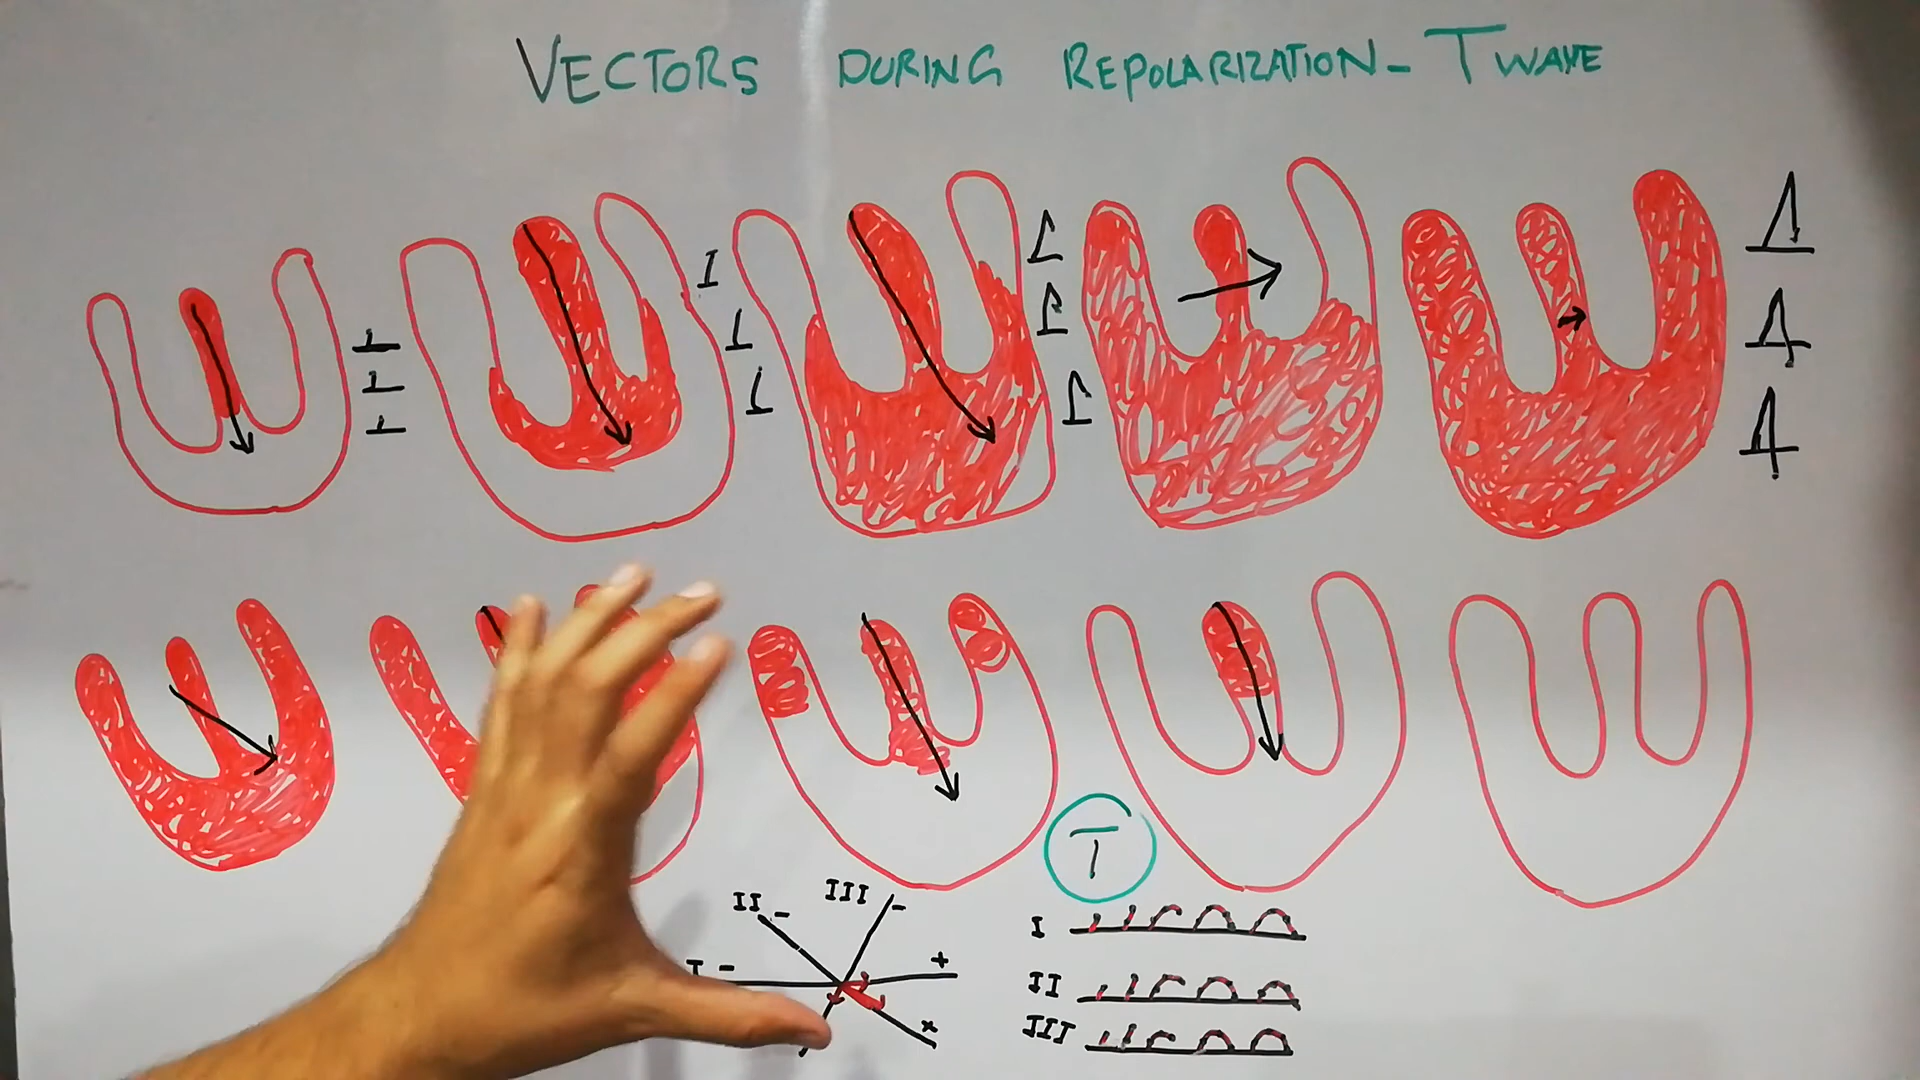 VECTORS DURING REPOLARIZATION - T WAVE
T
II -
III -
I -
+
+
I
II
III